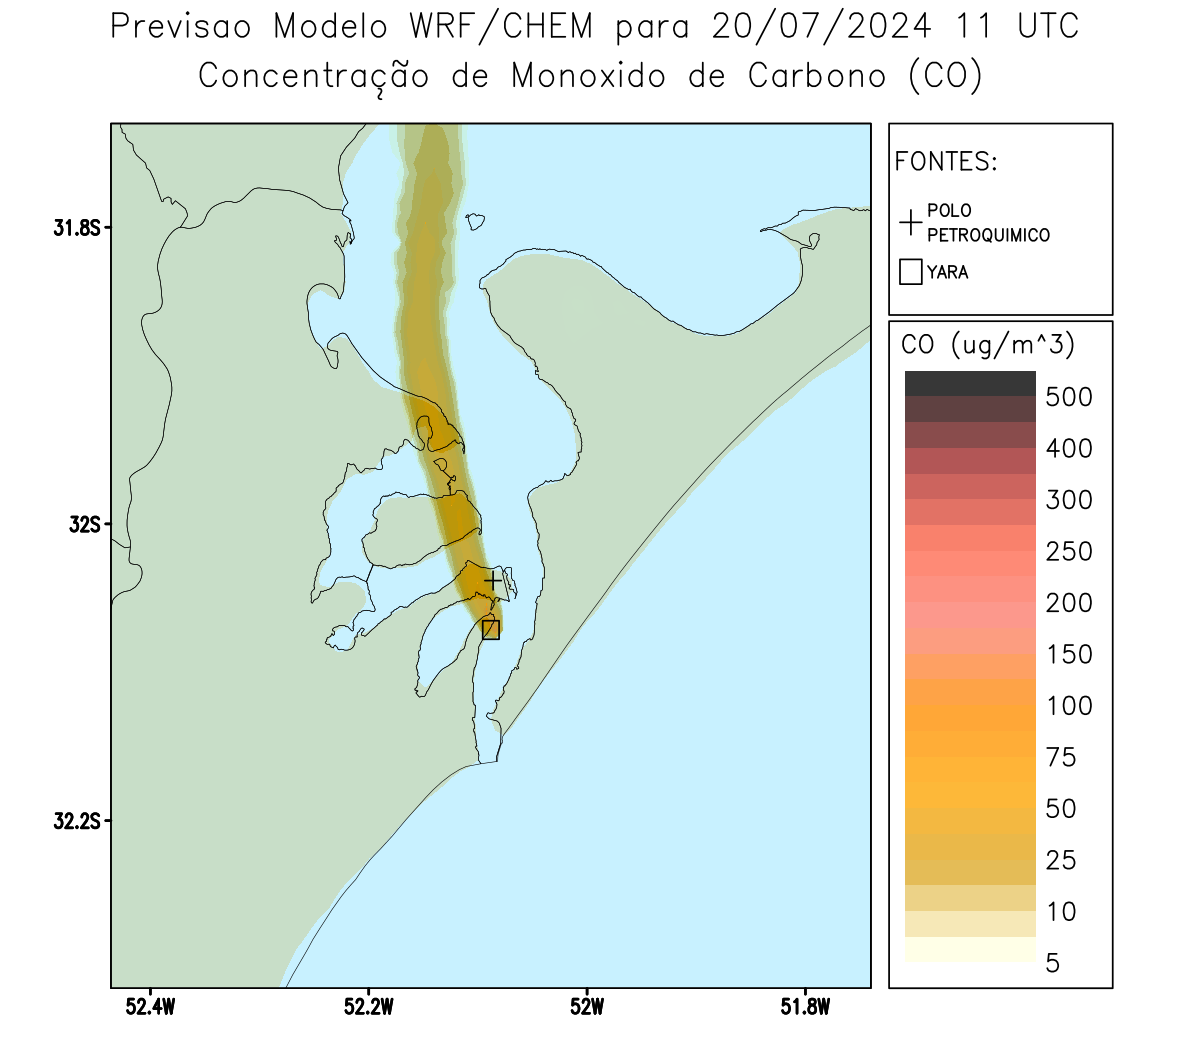 Previsao Modelo WRF/CHEM para 20/07/2024 11 UTC
Concentração de Monoxido de Carbono (CO)
FONTES:
POLO
PETROQUIMICO
YARA
CO (ug/m^3)
500
400
300
250
200
150
100
75
50
25
10
5
31.8S
32S
32.2S
52.4W
52.2W
52W
51.8W